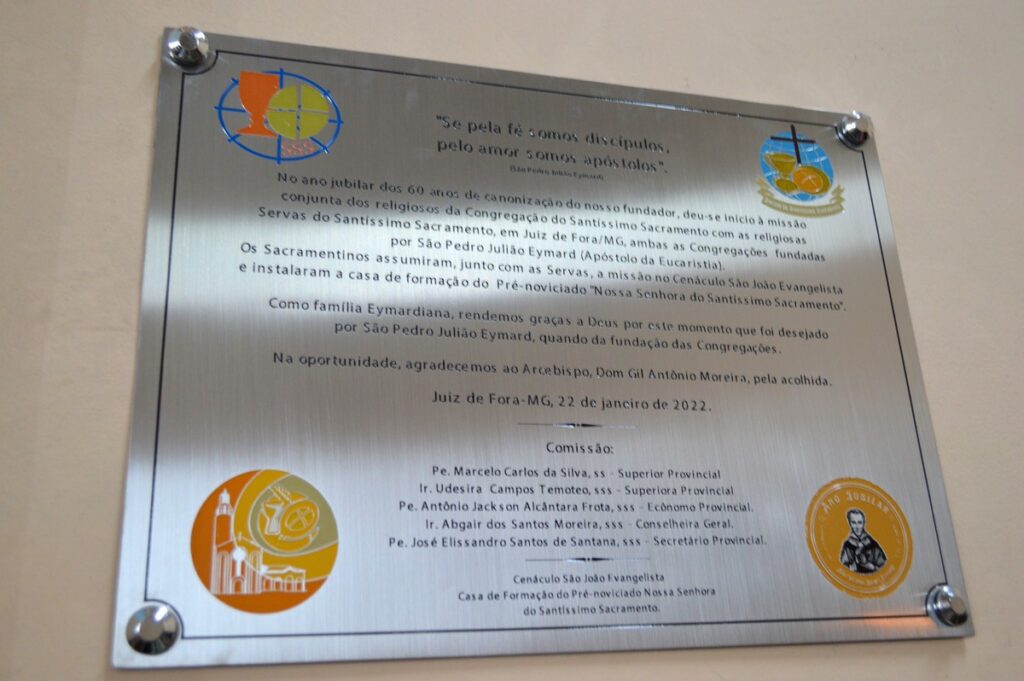 "Se pela fé somos discípulos,
pelo amor somos apóstolos".
(São Pedro Julião Eymard)
No ano jubilar dos 60 anos de canonização do nosso fundador, deu-se início à missão
conjunta dos religiosos da Congregação do Santíssimo Sacramento com as religiosas
Servas do Santíssimo Sacramento, em Juiz de Fora/MG, ambas as Congregações fundadas
por São Pedro Julião Eymard (Apóstolo da Eucaristia).
Os Sacramentinos assumiram, junto com as Servas, a missão no Cenáculo São João Evangelista
e instalaram a casa de formação do Pré-noviciado "Nossa Senhora do Santíssimo Sacramento".
Como família Eymardiana, rendemos graças a Deus por este momento que foi desejado
por São Pedro Julião Eymard, quando da fundação das Congregações.
Na oportunidade, agradecemos ao Arcebispo, Dom Gil Antônio Moreira, pela acolhida.
Juiz de Fora-MG, 22 de janeiro de 2022.
Comissão:
Pe. Marcelo Carlos da Silva, ss - Superior Provincial
Ir. Udesira Campos Temoteo, sss - Superiora Provincial
Pe. Antônio Jackson Alcântara Frota, sss - Ecônomo Provincial.
Ir. Abgair dos Santos Moreira, sss - Conselheira Geral.
Pe. José Elissandro Santos de Santana, sss - Secretário Provincial.
ANO JUBILAR
Cenáculo São João Evangelista
Casa de Formação do Pré-noviciado Nossa Senhora
do Santíssimo Sacramento.